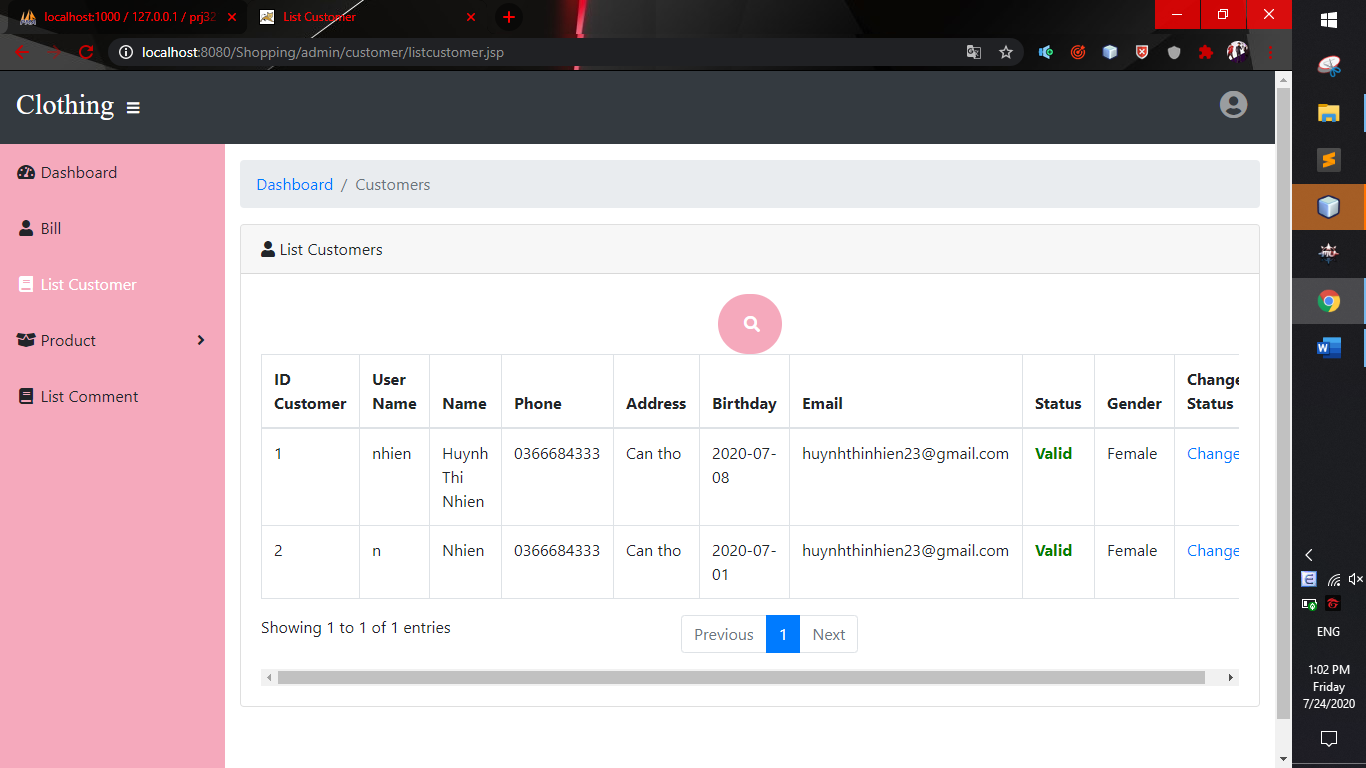 localhost:1000 / 127.0.0.1 / prj32
List Customer
localhost:8080/Shopping/admin/customer/listcustomer.jsp
Clothing
Dashboard
Bill
List Customer
Product
List Comment
Dashboard / Customers
List Customers
ID Customer User Name Name Phone Address Birthday Email Status Gender Change Status
1 nhien Huynh Thi Nhien 0366684333 Can tho 2020-07-08 huynhthinhien23@gmail.com Valid Female Change
2 n Nhien 0366684333 Can tho 2020-07-01 huynhthinhien23@gmail.com Valid Female Change
Showing 1 to 1 of 1 entries
Previous 1 Next
ENG
1:02 PM
Friday
7/24/2020